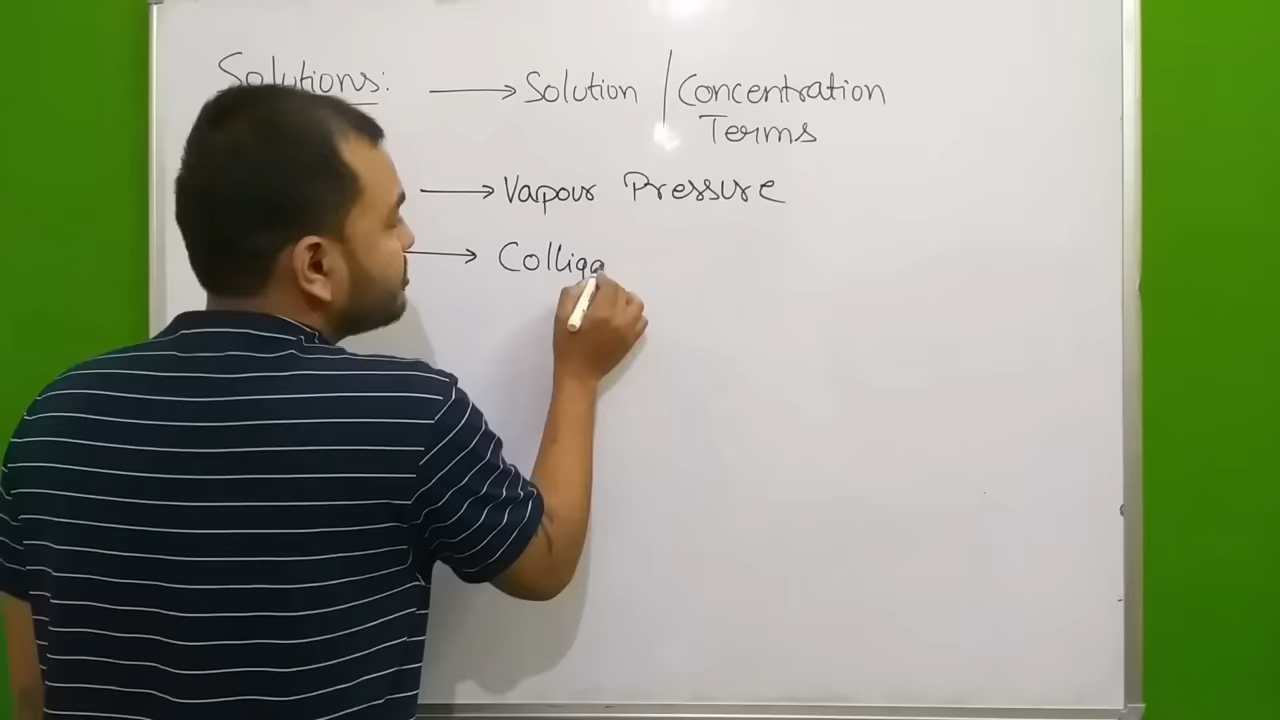 Solutions: → Solution / Concentration
Terms
→ Vapour Pressure
→ Colliga